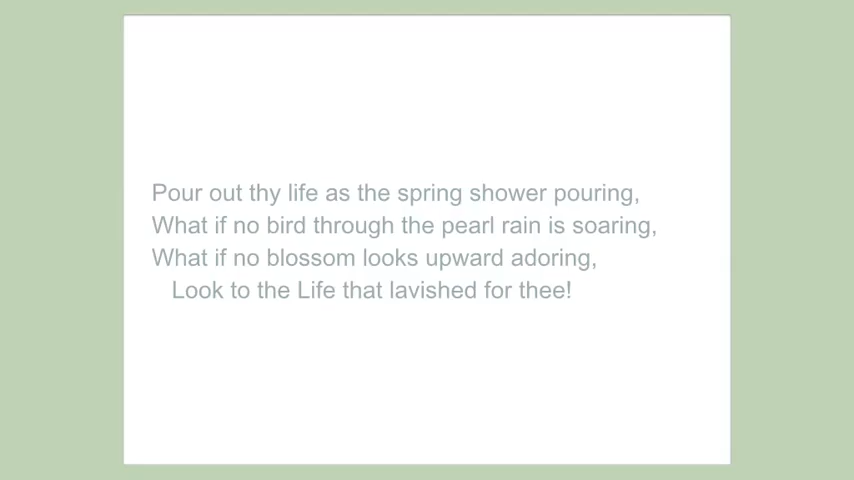 Pour out thy life as the spring shower pouring,
What if no bird through the pearl rain is soaring,
What if no blossom looks upward adoring,
Look to the Life that lavished for thee!